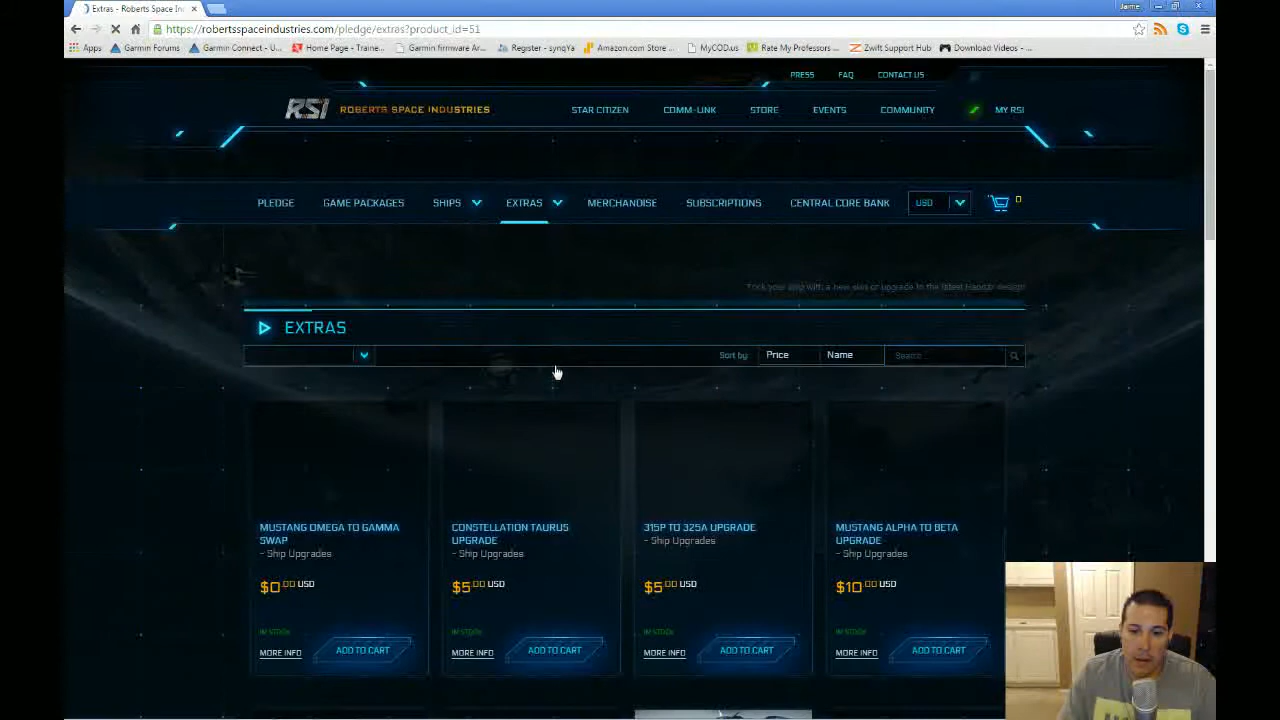 Extras - Roberts Space In
Jaime
https://robertsspaceindustries.com/pledge/extras?product_id=51
Apps Garmin Forums Garmin Connect - U... Home Page - Traine... Garmin firmware Ar... Register - synqYa Amazon.com Store ... MyCOD.us Rate My Professors ... Zwift Support Hub Download Videos - ...
PRESS FAQ CONTACT US
RSI ROBERTS SPACE INDUSTRIES STAR CITIZEN COMM-LINK STORE EVENTS COMMUNITY MY RSI
PLEDGE GAME PACKAGES SHIPS EXTRAS MERCHANDISE SUBSCRIPTIONS CENTRAL CORE BANK USD 0
EXTRAS
Sort by Price Name Search...
MUSTANG OMEGA TO GAMMA SWAP
- Ship Upgrades
$0.00 USD
IN STOCK
MORE INFO ADD TO CART
CONSTELLATION TAURUS UPGRADE
- Ship Upgrades
$5.00 USD
IN STOCK
MORE INFO ADD TO CART
315P TO 325A UPGRADE
- Ship Upgrades
$5.00 USD
IN STOCK
MORE INFO ADD TO CART
MUSTANG ALPHA TO BETA UPGRADE
- Ship Upgrades
$10.00 USD
IN STOCK
MORE INFO ADD TO CART